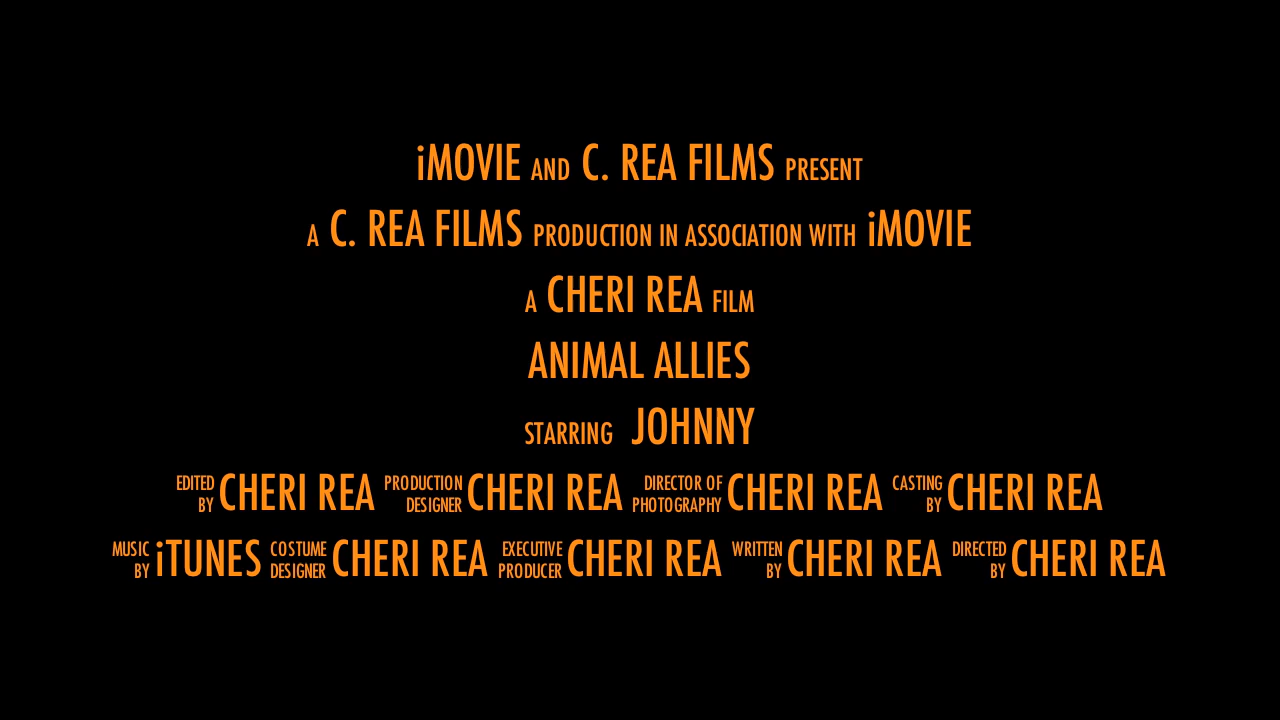 iMOVIE AND C. REA FILMS PRESENT
A C. REA FILMS PRODUCTION IN ASSOCIATION WITH iMOVIE
A CHERI REA FILM
ANIMAL ALLIES
STARRING JOHNNY
EDITED BY CHERI REA PRODUCTION DESIGNER CHERI REA DIRECTOR OF PHOTOGRAPHY CHERI REA CASTING BY CHERI REA
MUSIC BY iTUNES COSTUME DESIGNER CHERI REA EXECUTIVE PRODUCER CHERI REA WRITTEN BY CHERI REA DIRECTED BY CHERI REA